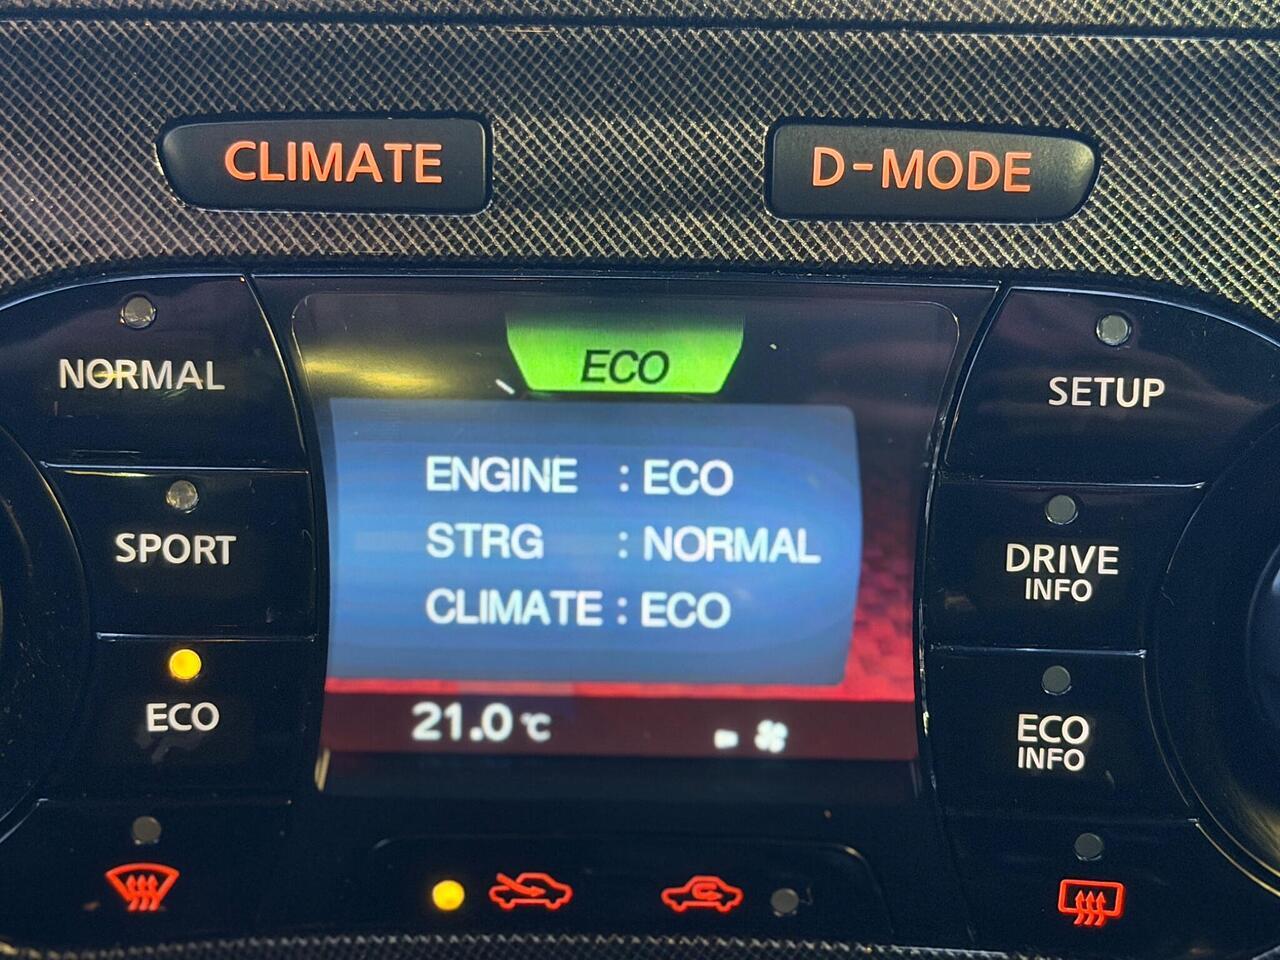 CLIMATE
D-MODE
NORMAL
SPORT
ECO
ECO
ENGINE : ECO
STRG : NORMAL
CLIMATE : ECO
21.0 °C
SETUP
DRIVE
INFO
ECO
INFO